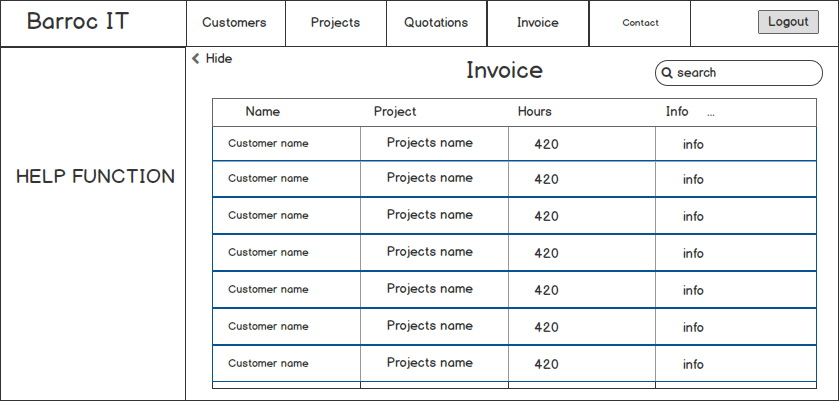 Barroc IT Customers Projects Quotations Invoice Contact Logout
Hide
Invoice
search
Name Project Hours Info ...
Customer name Projects name 420 info
Customer name Projects name 420 info
HELP FUNCTION
Customer name Projects name 420 info
Customer name Projects name 420 info
Customer name Projects name 420 info
Customer name Projects name 420 info
Customer name Projects name 420 info